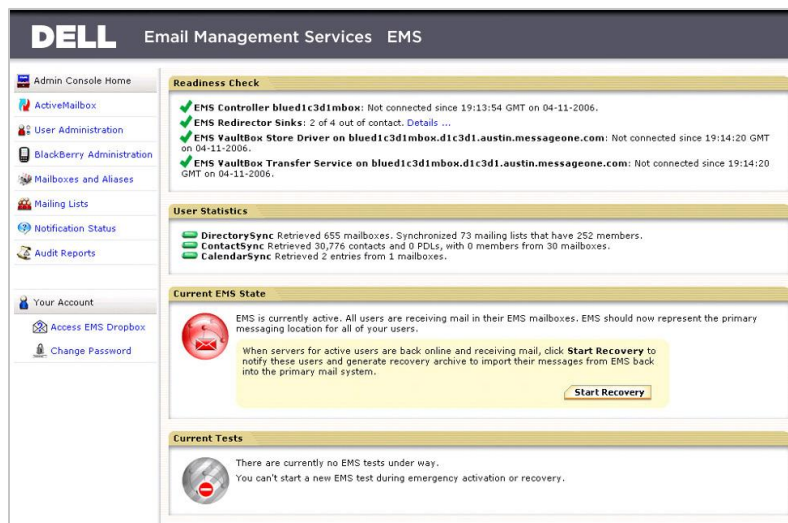 DELL Email Management Services EMS
Admin Console Home
ActiveMailbox
User Administration
BlackBerry Administration
Mailboxes and Aliases
Mailing Lists
Notification Status
Audit Reports
Your Account
Access EMS Dropbox
Change Password
Readiness Check
EMS Controller blued1c3d1mbox: Not connected since 19:13:54 GMT on 04-11-2006.
EMS Redirector Sinks: 2 of 4 out of contact. Details ...
EMS VaultBox Store Driver on blued1c3d1mbox.d1c3d1.austin.messageone.com: Not connected since 19:14:20 GMT
on 04-11-2006.
EMS VaultBox Transfer Service on blued1c3d1mbox.d1c3d1.austin.messageone.com: Not connected since 19:14:20
GMT on 04-11-2006.
User Statistics
DirectorySync Retrieved 655 mailboxes. Synchronized 73 mailing lists that have 252 members.
ContactSync Retrieved 30,776 contacts and 0 PDLs, with 0 members from 30 mailboxes.
CalendarSync Retrieved 2 entries from 1 mailboxes.
Current EMS State
EMS is currently active. All users are receiving mail in their EMS mailboxes. EMS should now represent the primary
messaging location for all of your users.
When servers for active users are back online and receiving mail, click Start Recovery to
notify these users and generate recovery archive to import their messages from EMS back
into the primary mail system.
Start Recovery
Current Tests
There are currently no EMS tests under way.
You can't start a new EMS test during emergency activation or recovery.